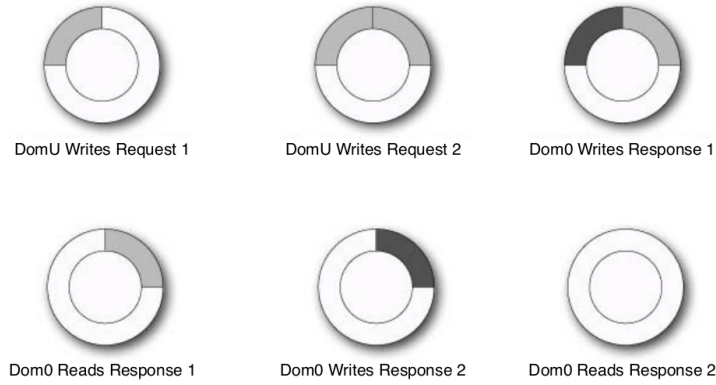 DomU Writes Request 1
DomU Writes Request 2
Dom0 Writes Response 1
Dom0 Reads Response 1
Dom0 Writes Response 2
Dom0 Reads Response 2